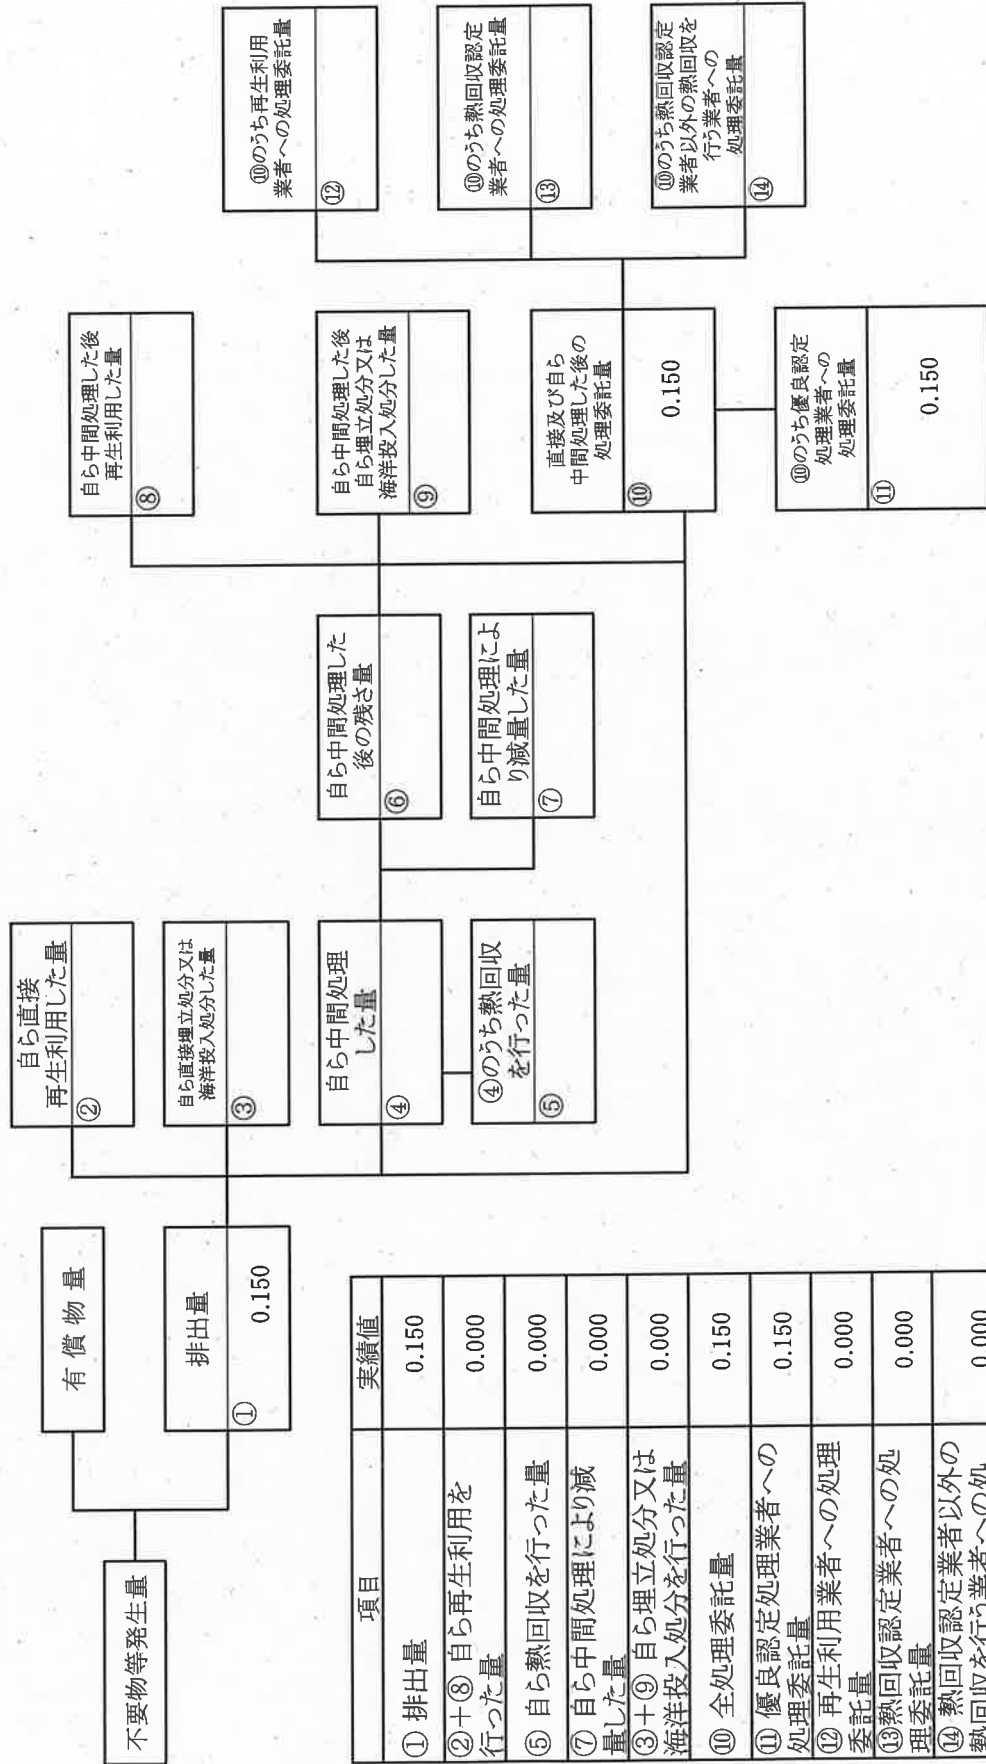 不要物等発生量
有償物量
排出量
①
0.150
自ら直接
再生利用した量
②
自ら直接埋立処分又は
海洋投入処分した量
③
自ら中間処理
した量
④
④のうち熱回収
を行った量
⑤
自ら中間処理した
後の残さ量
⑥
自ら中間処理によ
り減量した量
⑦
自ら中間処理した後
再生利用した量
⑧
自ら中間処理した後
自ら埋立処分又は
海洋投入処分した量
⑨
直接及び自ら
中間処理した後の
処理委託量
⑩
0.150
⑩のうち優良認定
処理業者への
処理委託量
⑪
0.150
⑩のうち再生利用
業者への処理委託量
⑫
⑩のうち熱回収認定
業者への処理委託量
⑬
⑩のうち熱回収認定
業者以外の熱回収を
行う業者への
処理委託量
⑭
項目 実績値
① 排出量 0.150
②+⑧ 自ら再生利用を
行った量 0.000
⑤ 自ら熱回収を行った量 0.000
⑦ 自ら中間処理により減
量した量 0.000
③+⑨ 自ら埋立処分又は
海洋投入処分を行った量 0.000
⑩ 全処理委託量 0.150
⑪ 優良認定処理業者への
処理委託量 0.150
⑫ 再生利用業者への処理
委託量 0.000
⑬熱回収認定業者への処
理委託量 0.000
⑭ 熱回収認定業者以外の
熱回収を行う業者への処 0.000